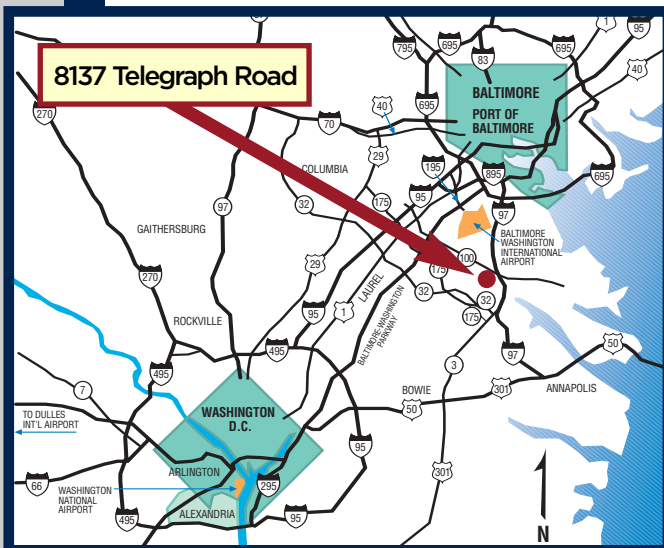 8137 Telegraph Road
1
95
695
695
795
83
40
BALTIMORE
PORT OF
BALTIMORE
270
40
695
70
29
195
895
695
COLUMBIA
175
95
97
32
97
GAITHERSBURG
BALTIMORE
WASHINGTON
INTERNATIONAL
AIRPORT
100
175
29
270
32
32
LAUREL
175
95
1
BALTIMORE-WASHINGTON
PARKWAY
ROCKVILLE
495
97
50
3
495
7
BOWIE
301
ANNAPOLIS
50
TO DULLES
INT'L AIRPORT
WASHINGTON
D.C.
95
301
66
ARLINGTON
295
WASHINGTON
NATIONAL
AIRPORT
ALEXANDRIA
495
95
N